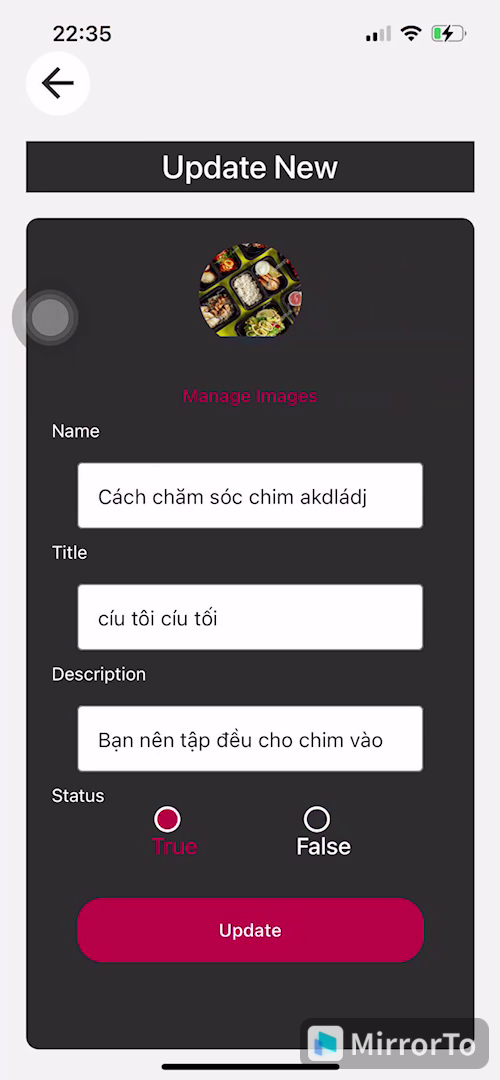 22:35
Update New
Manage Images
Name
Cách chăm sóc chim akdládj
Title
cíu tôi cíu tối
Description
Bạn nên tập đều cho chim vào
Status
True
False
Update
MirrorTo